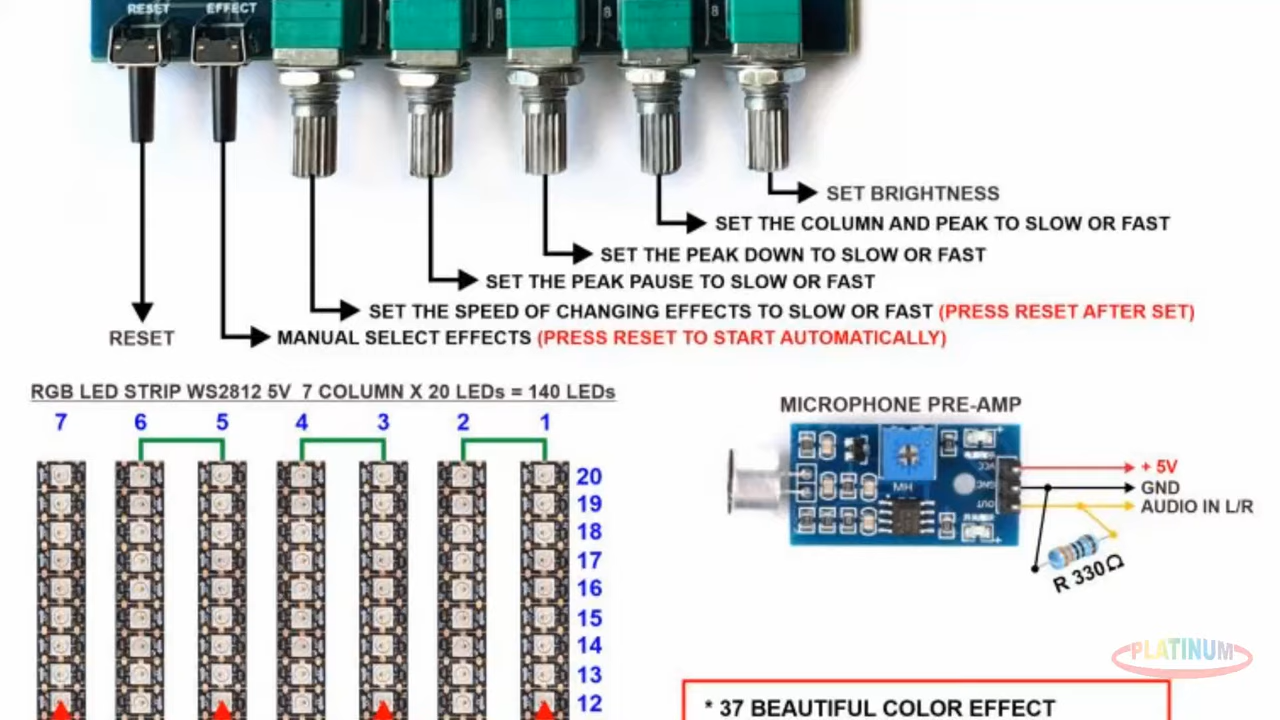 RESET EFFECT
SET BRIGHTNESS
SET THE COLUMN AND PEAK TO SLOW OR FAST
SET THE PEAK DOWN TO SLOW OR FAST
SET THE PEAK PAUSE TO SLOW OR FAST
SET THE SPEED OF CHANGING EFFECTS TO SLOW OR FAST (PRESS RESET AFTER SET)
RESET
MANUAL SELECT EFFECTS (PRESS RESET TO START AUTOMATICALLY)
RGB LED STRIP WS2812 5V 7 COLUMN X 20 LEDs = 140 LEDs
7 6 5 4 3 2 1
20
19
18
17
16
15
14
13
12
MICROPHONE PRE-AMP
VCC
GND
OUT
MH
+ 5V
GND
AUDIO IN L/R
R 330Ω
PLATINUM
* 37 BEAUTIFUL COLOR EFFECT